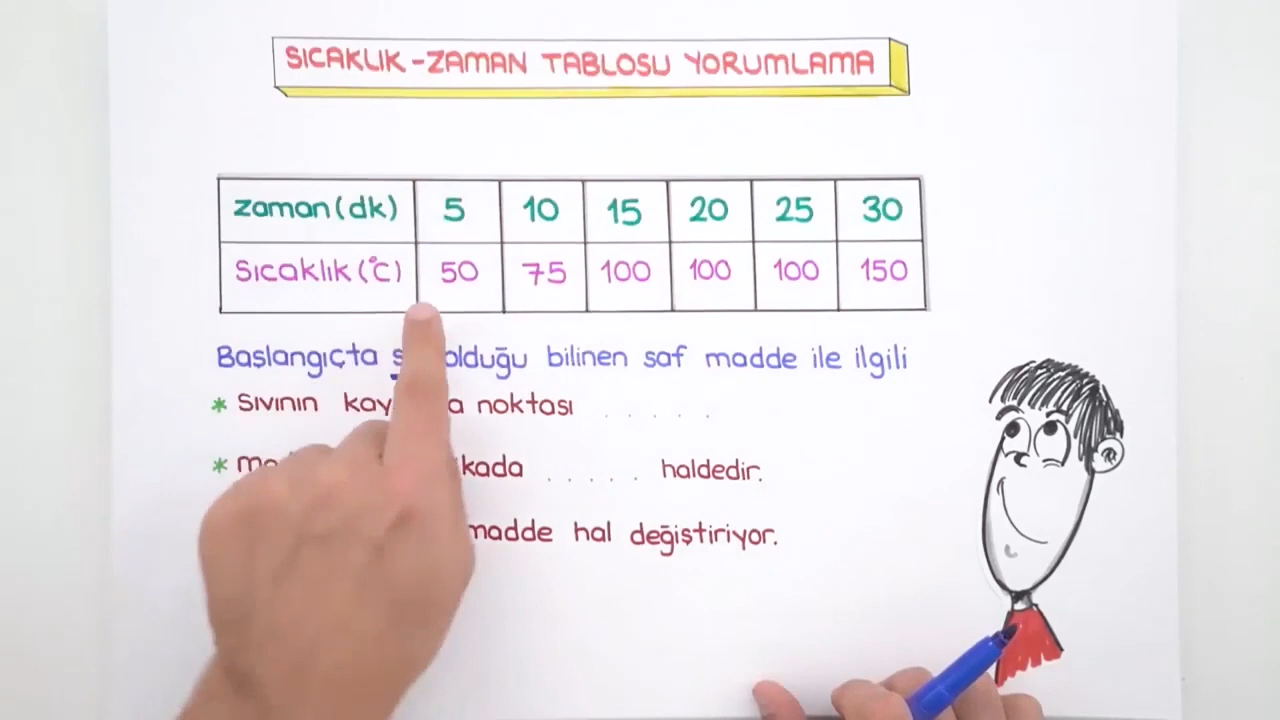 SICAKLIK-ZAMAN TABLOSU YORUMLAMA
zaman(dk) 5 10 15 20 25 30
Sıcaklık(°C) 50 75 100 100 100 150
Başlangıçta olduğu bilinen saf madde ile ilgili
* Sıvının noktası .....
* ..... haldedir.
madde hal değiştiriyor.